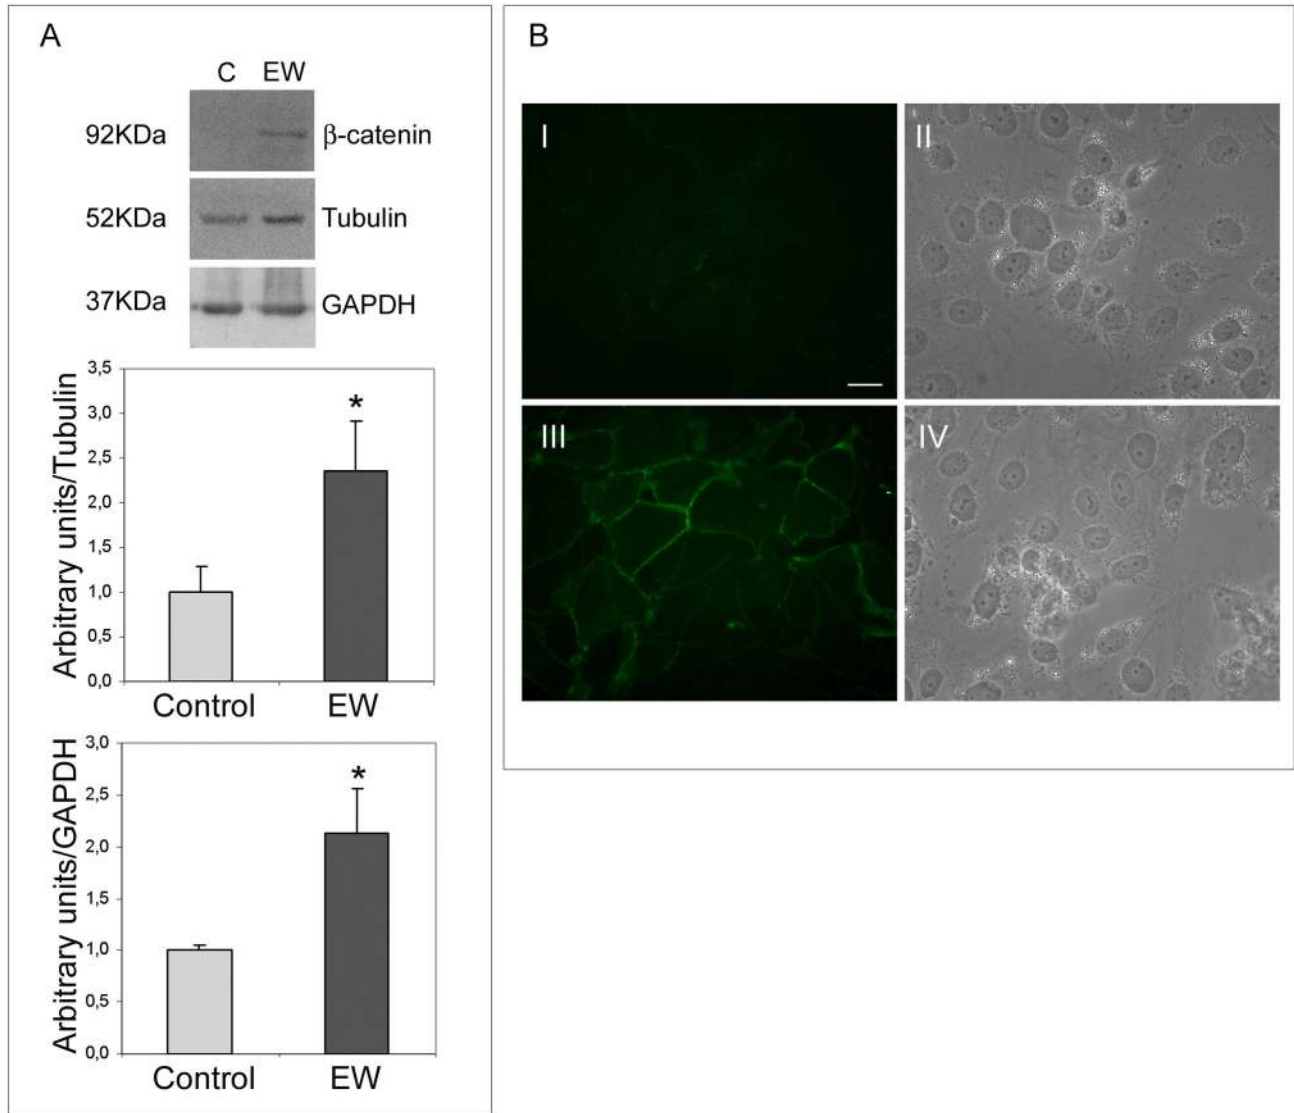 A
C EW
92KDa β-catenin
52KDa Tubulin
37KDa GAPDH
Arbitrary units/Tubulin
3,5
3,0
2,5
2,0
1,5
1,0
0,5
0,0
*
Control EW
Arbitrary units/GAPDH
3,0
2,5
2,0
1,5
1,0
0,5
0,0
*
Control EW
B
I II
III IV